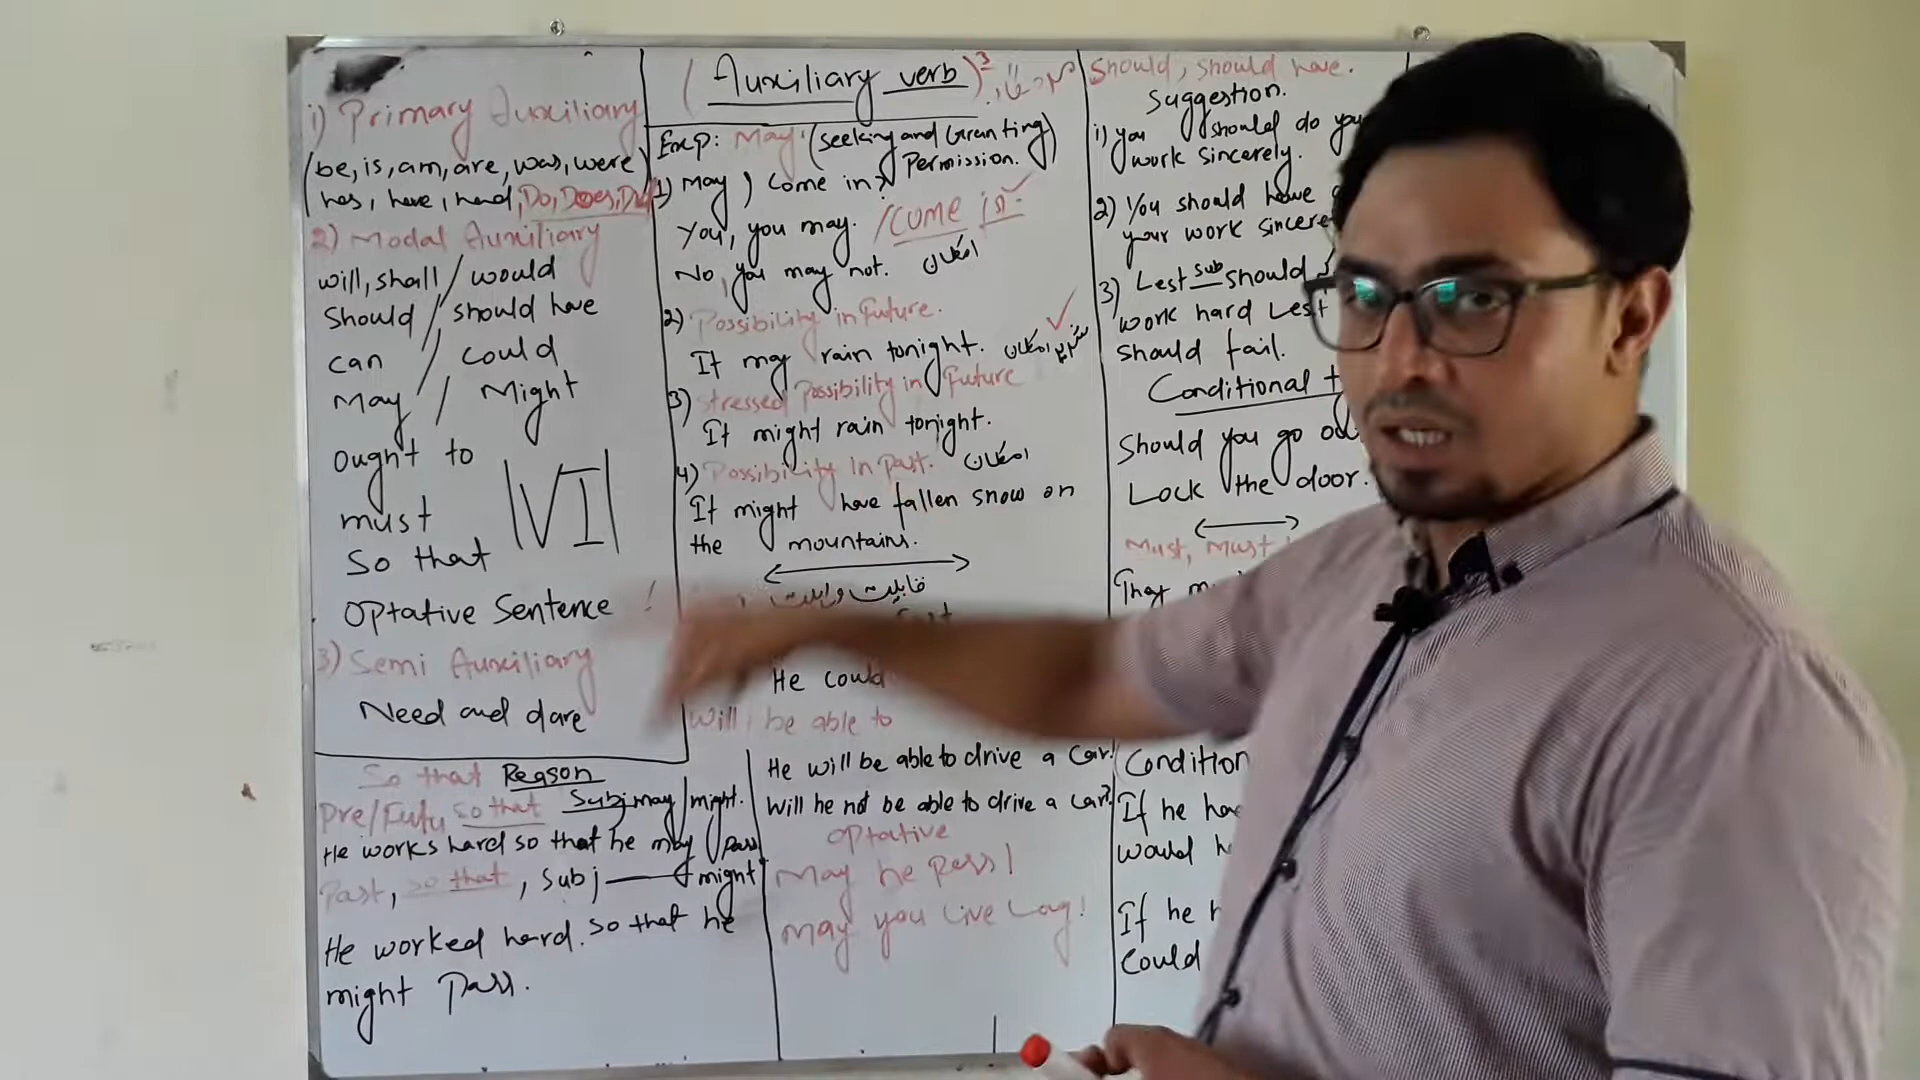 (Auxiliary verb)³
1) Primary Auxiliary
(be, is, am, are, was, were)
has, have, had, Do, Does, Did
2) Modal Auxiliary
will, shall / would
Should / should have
can / could
May / Might
ought to
must
|VI|
So that
Optative Sentence !
3) Semi Auxiliary
Need and dare
So that Reason
Pre/Futu so that Subj may/might.
He works hard so that he may pass
Past, so that, Subj — might
He worked hard. So that he
might Pass.
Exp: May: (Seeking and Granting)
Permission.
1) May I Come in?
You, you may. / come is
No, you may not. امکان
2) Possibility in Future.
It may rain tonight.
3) Stressed Possibility in Future
It might rain tonight.
4) Possibility In Past. امکان
It might have fallen snow on
the mountains.
He could
Will be able to
He will be able to drive a car.
Will he not be able to drive a car?
Optative
May he Pass!
May you Live Long!
Should, Should have.
Suggestion.
1) you should do you
work sincerely.
2) You should have
your work sincere
3) Lest sub should
work hard Lest
Should fail.
Conditional
Should you go ou
Lock the door.
Must, Must
They m
Condition
If he ha
would h
If he h
Could